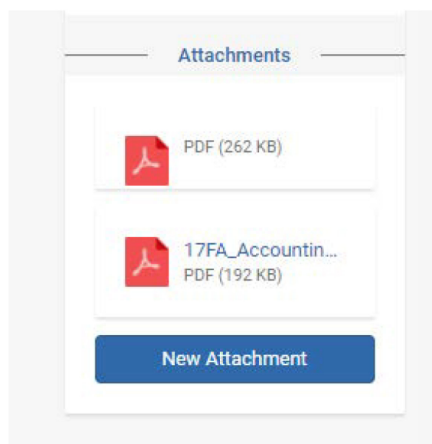 Attachments
PDF (262 KB)
17FA_Accountin...
PDF (192 KB)
New Attachment